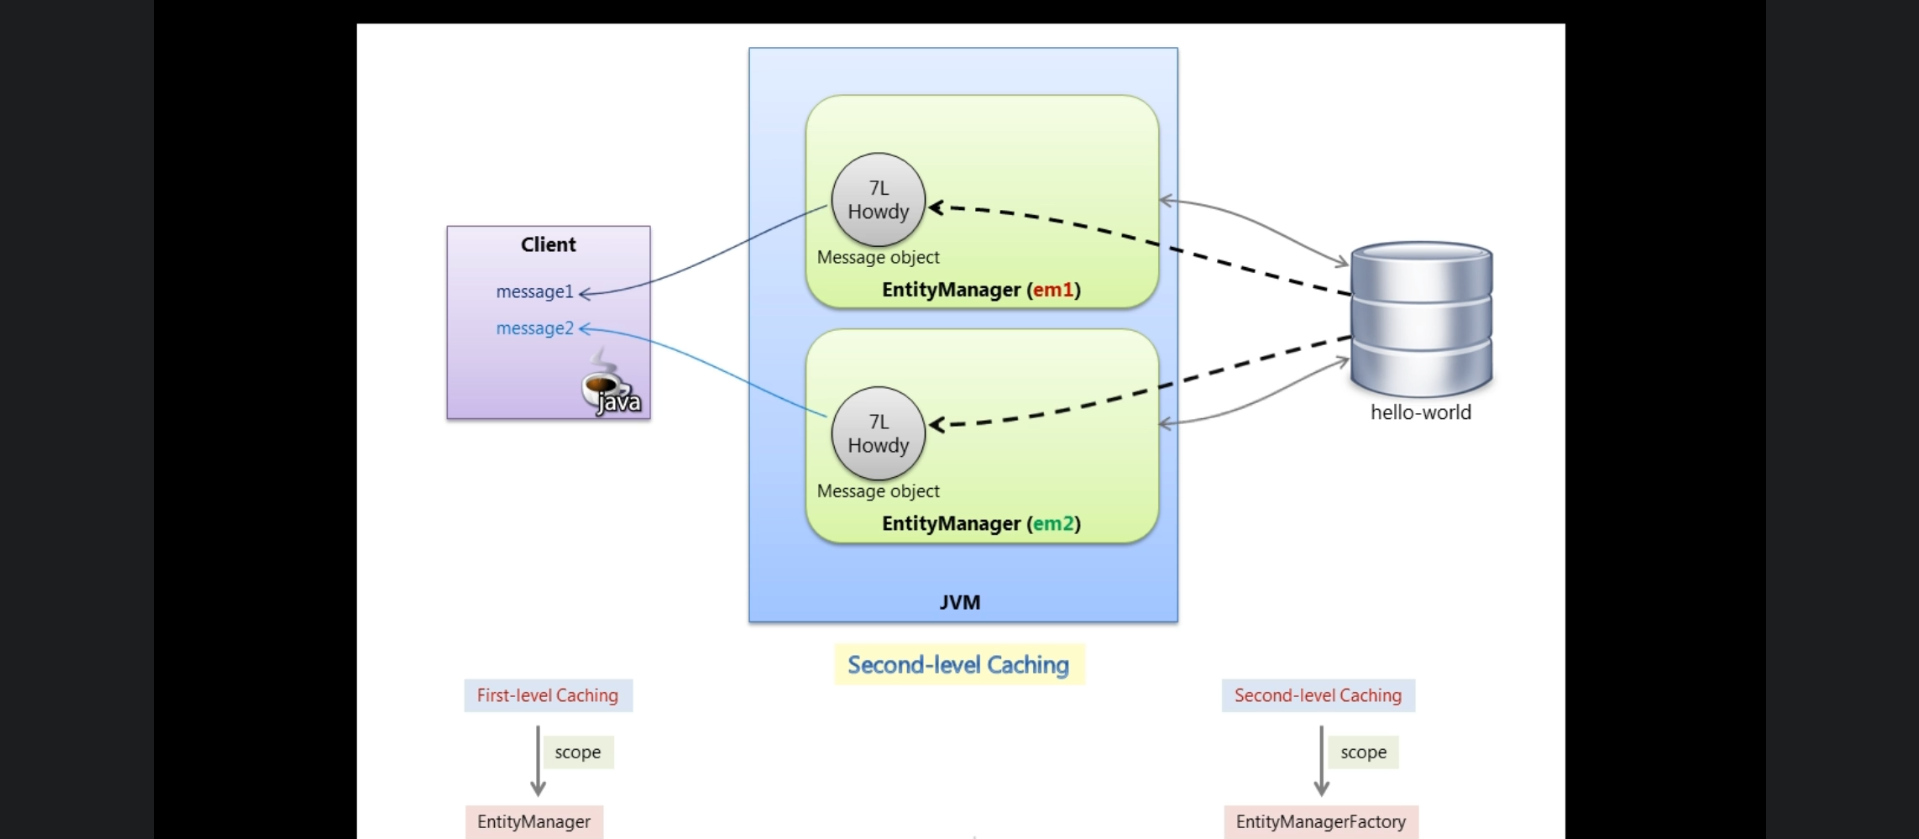 7L
Howdy
Message object
EntityManager (em1)
Client
message1
message2
java
7L
Howdy
Message object
EntityManager (em2)
hello-world
JVM
Second-level Caching
First-level Caching
scope
EntityManager
Second-level Caching
scope
EntityManagerFactory